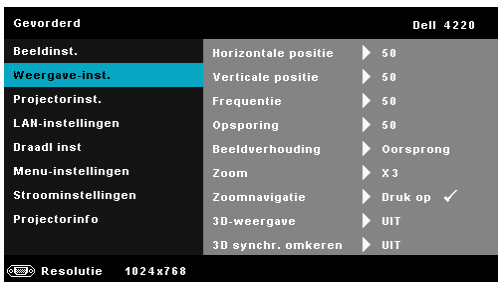 Gevorderd Dell 4220
Beeldinst.
Weergave-inst.
Projectorinst.
LAN-instellingen
Draadl inst
Menu-instellingen
Stroominstellingen
Projectorinfo
Horizontale positie 50
Verticale positie 50
Frequentie 50
Opsporing 50
Beeldverhouding Oorsprong
Zoom X3
Zoomnavigatie Druk op ✓
3D-weergave UIT
3D synchr. omkeren UIT
Resolutie 1024x768